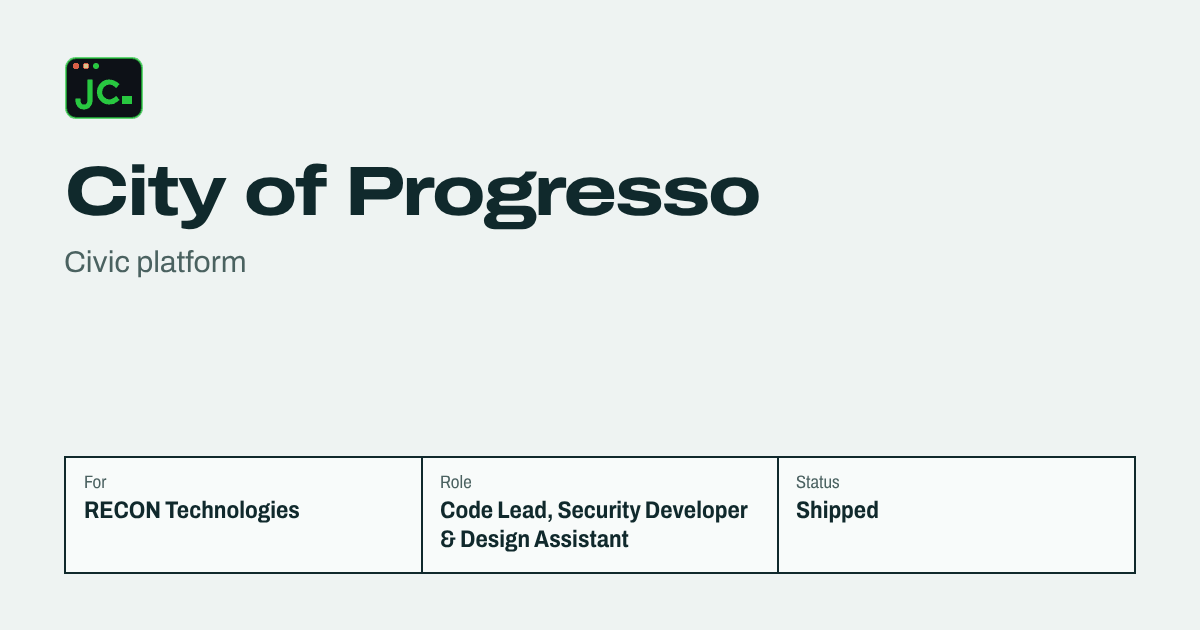 JC.
City of Progresso
Civic platform
For
RECON Technologies
Role
Code Lead, Security Developer
& Design Assistant
Status
Shipped